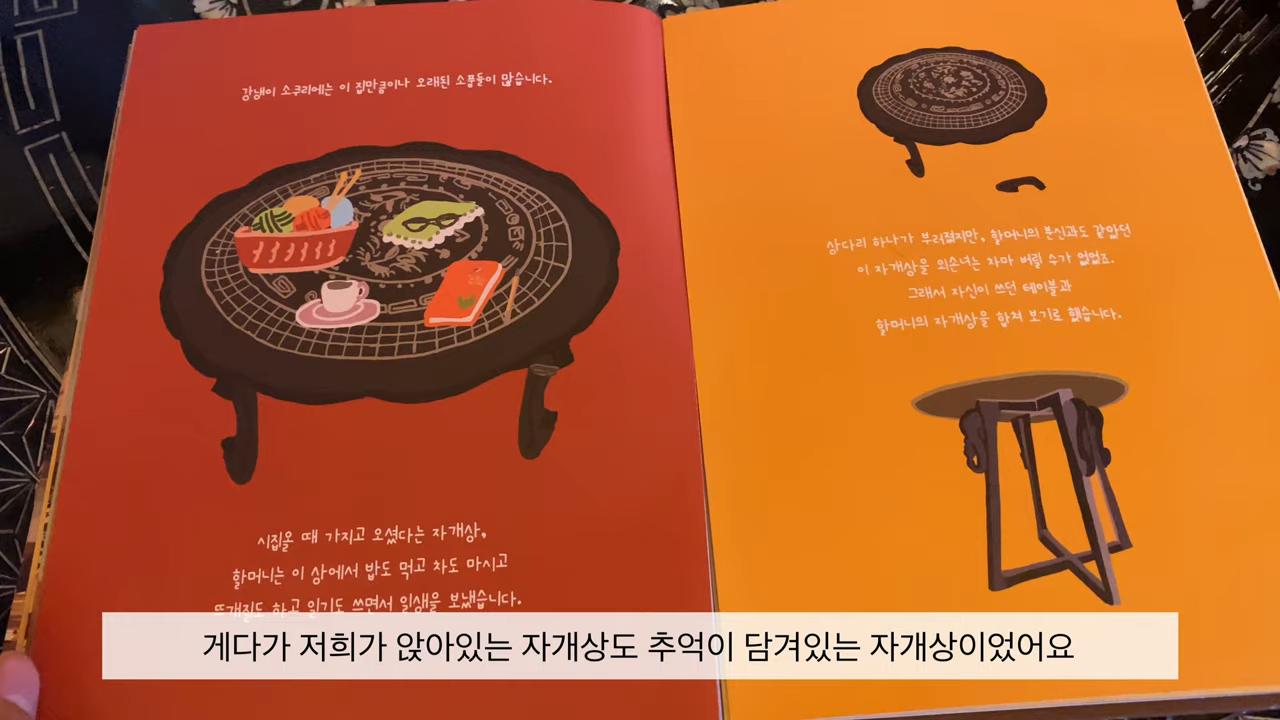 강냉이 소쿠리에는 이 집만큼이나 오래된 소품들이 많습니다.
시집올 때 가지고 오셨다는 자개상,
할머니는 이 상에서 밥도 먹고 차도 마시고
뜨개질도 하고 일기도 쓰면서 일생을 보냈습니다.
상다리 하나가 부러졌지만, 할머니의 분신과도 같았던
이 자개상을 외손녀는 차마 버릴 수가 없었죠.
그래서 자신이 쓰던 테이블과
할머니의 자개상을 합쳐 보기로 했습니다.
게다가 저희가 앉아있는 자개상도 추억이 담겨있는 자개상이었어요